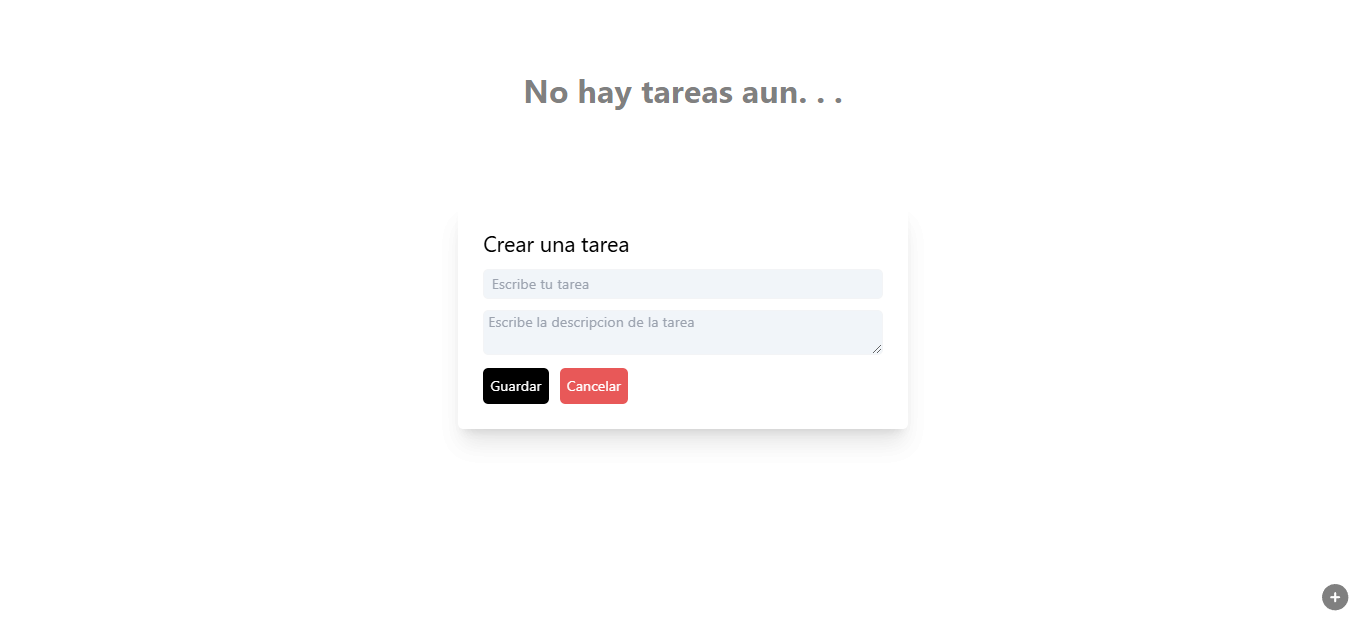 No hay tareas aun. . .
Crear una tarea
Escribe tu tarea
Escribe la descripcion de la tarea
Guardar Cancelar
+